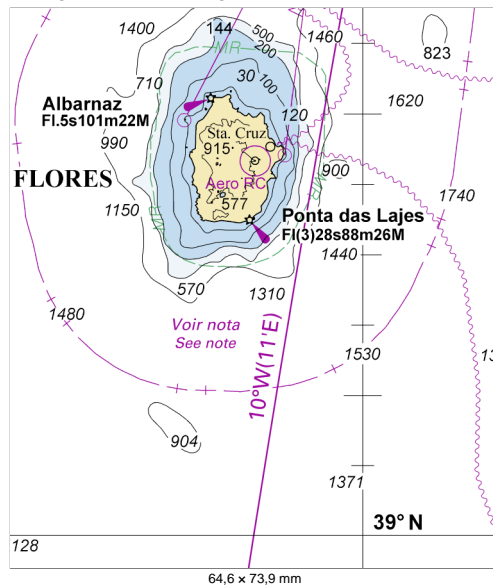 1400
144
500
200
1460
823
MR
710
30
100
Albarnaz
Fl.5s101m22M
120
1620
990
Sta. Cruz
915
900
FLORES
Aero RC
1740
1150
577
Ponta das Lajes
Fl(3)28s88m26M
MR
MR
1440
570
1310
1480
Voir nota
See note
10°W(11'E)
1530
904
1371
39° N
128
64,6 × 73,9 mm